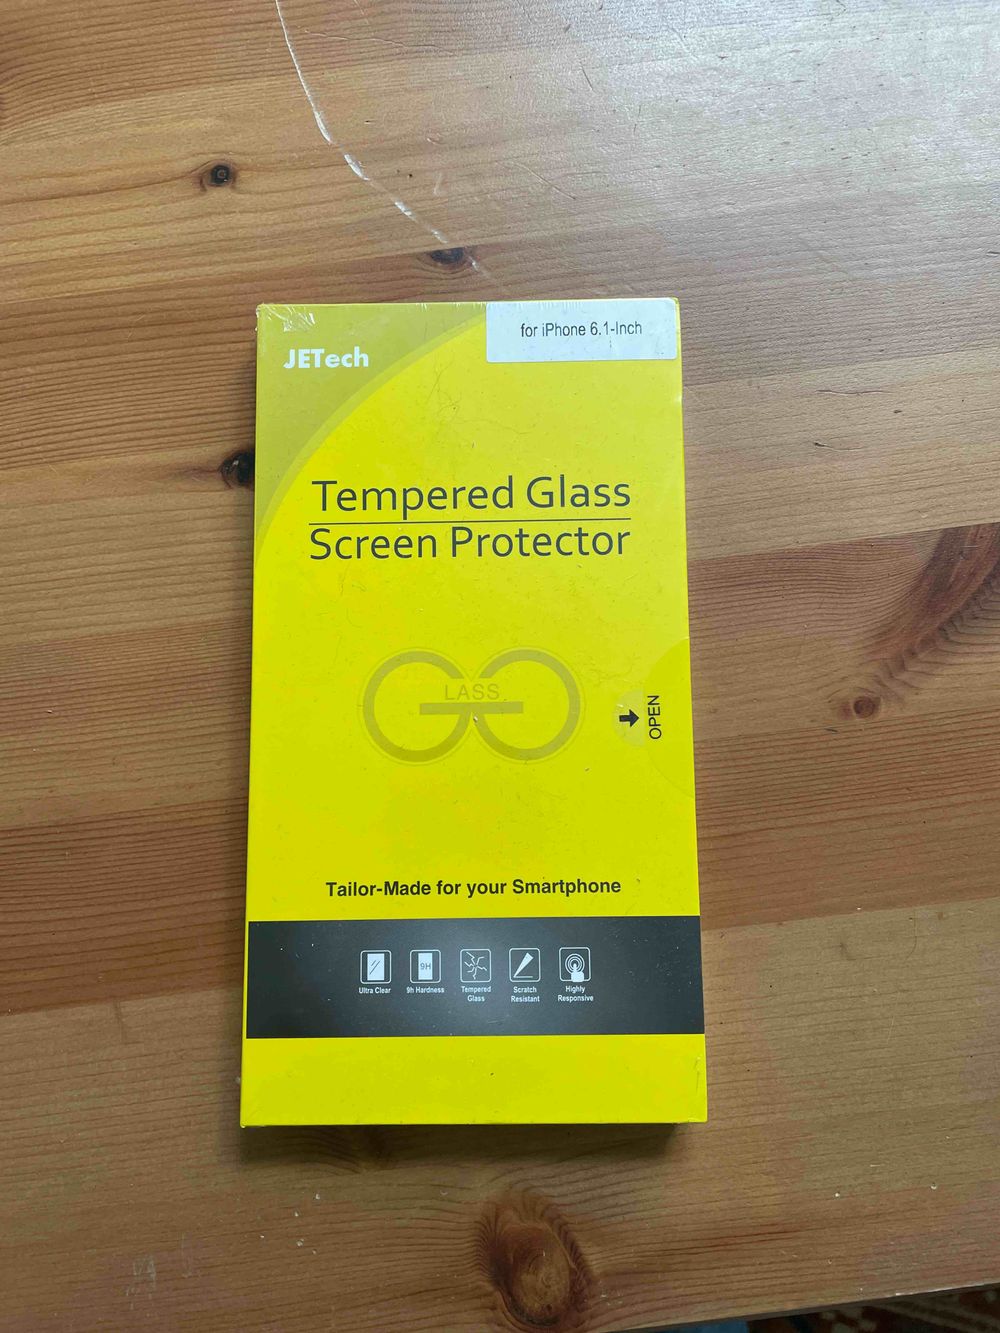 JETech
for iPhone 6.1-Inch
Tempered Glass
Screen Protector
GLASS
OPEN
Tailor-Made for your Smartphone
9H
Ultra Clear
9h Hardness
Tempered
Glass
Scratch
Resistant
Highly
Responsive